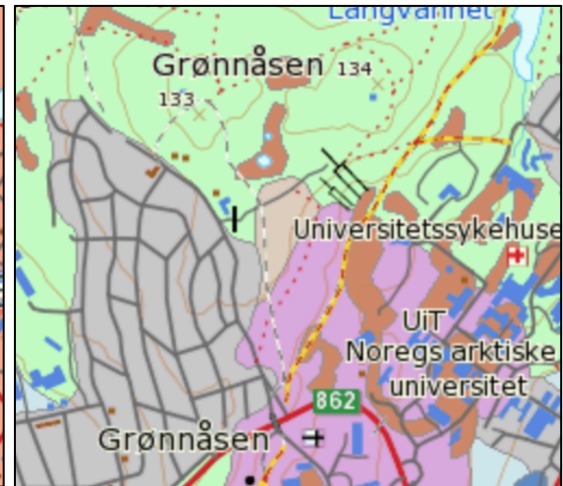 Langvannet
Grønnåsen 134
133
Universitetssykehuse
UiT
Noregs arktiske
universitet
862
Grønnåsen